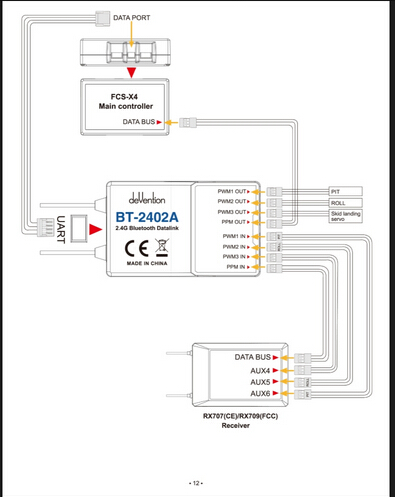 DATA PORT
FCS-X4
Main controller
DATA BUS
devention
BT-2402A
2.4G Bluetooth Datalink
CE
MADE IN CHINA
UART
PWM1 OUT
PWM2 OUT
PWM3 OUT
PPM OUT
PWM1 IN
PWM2 IN
PWM3 IN
PPM IN
PIT
ROLL
Skid landing
servo
DATA BUS
AUX4
AUX5
AUX6
RX707(CE)/RX709(FCC)
Receiver
• 12 •